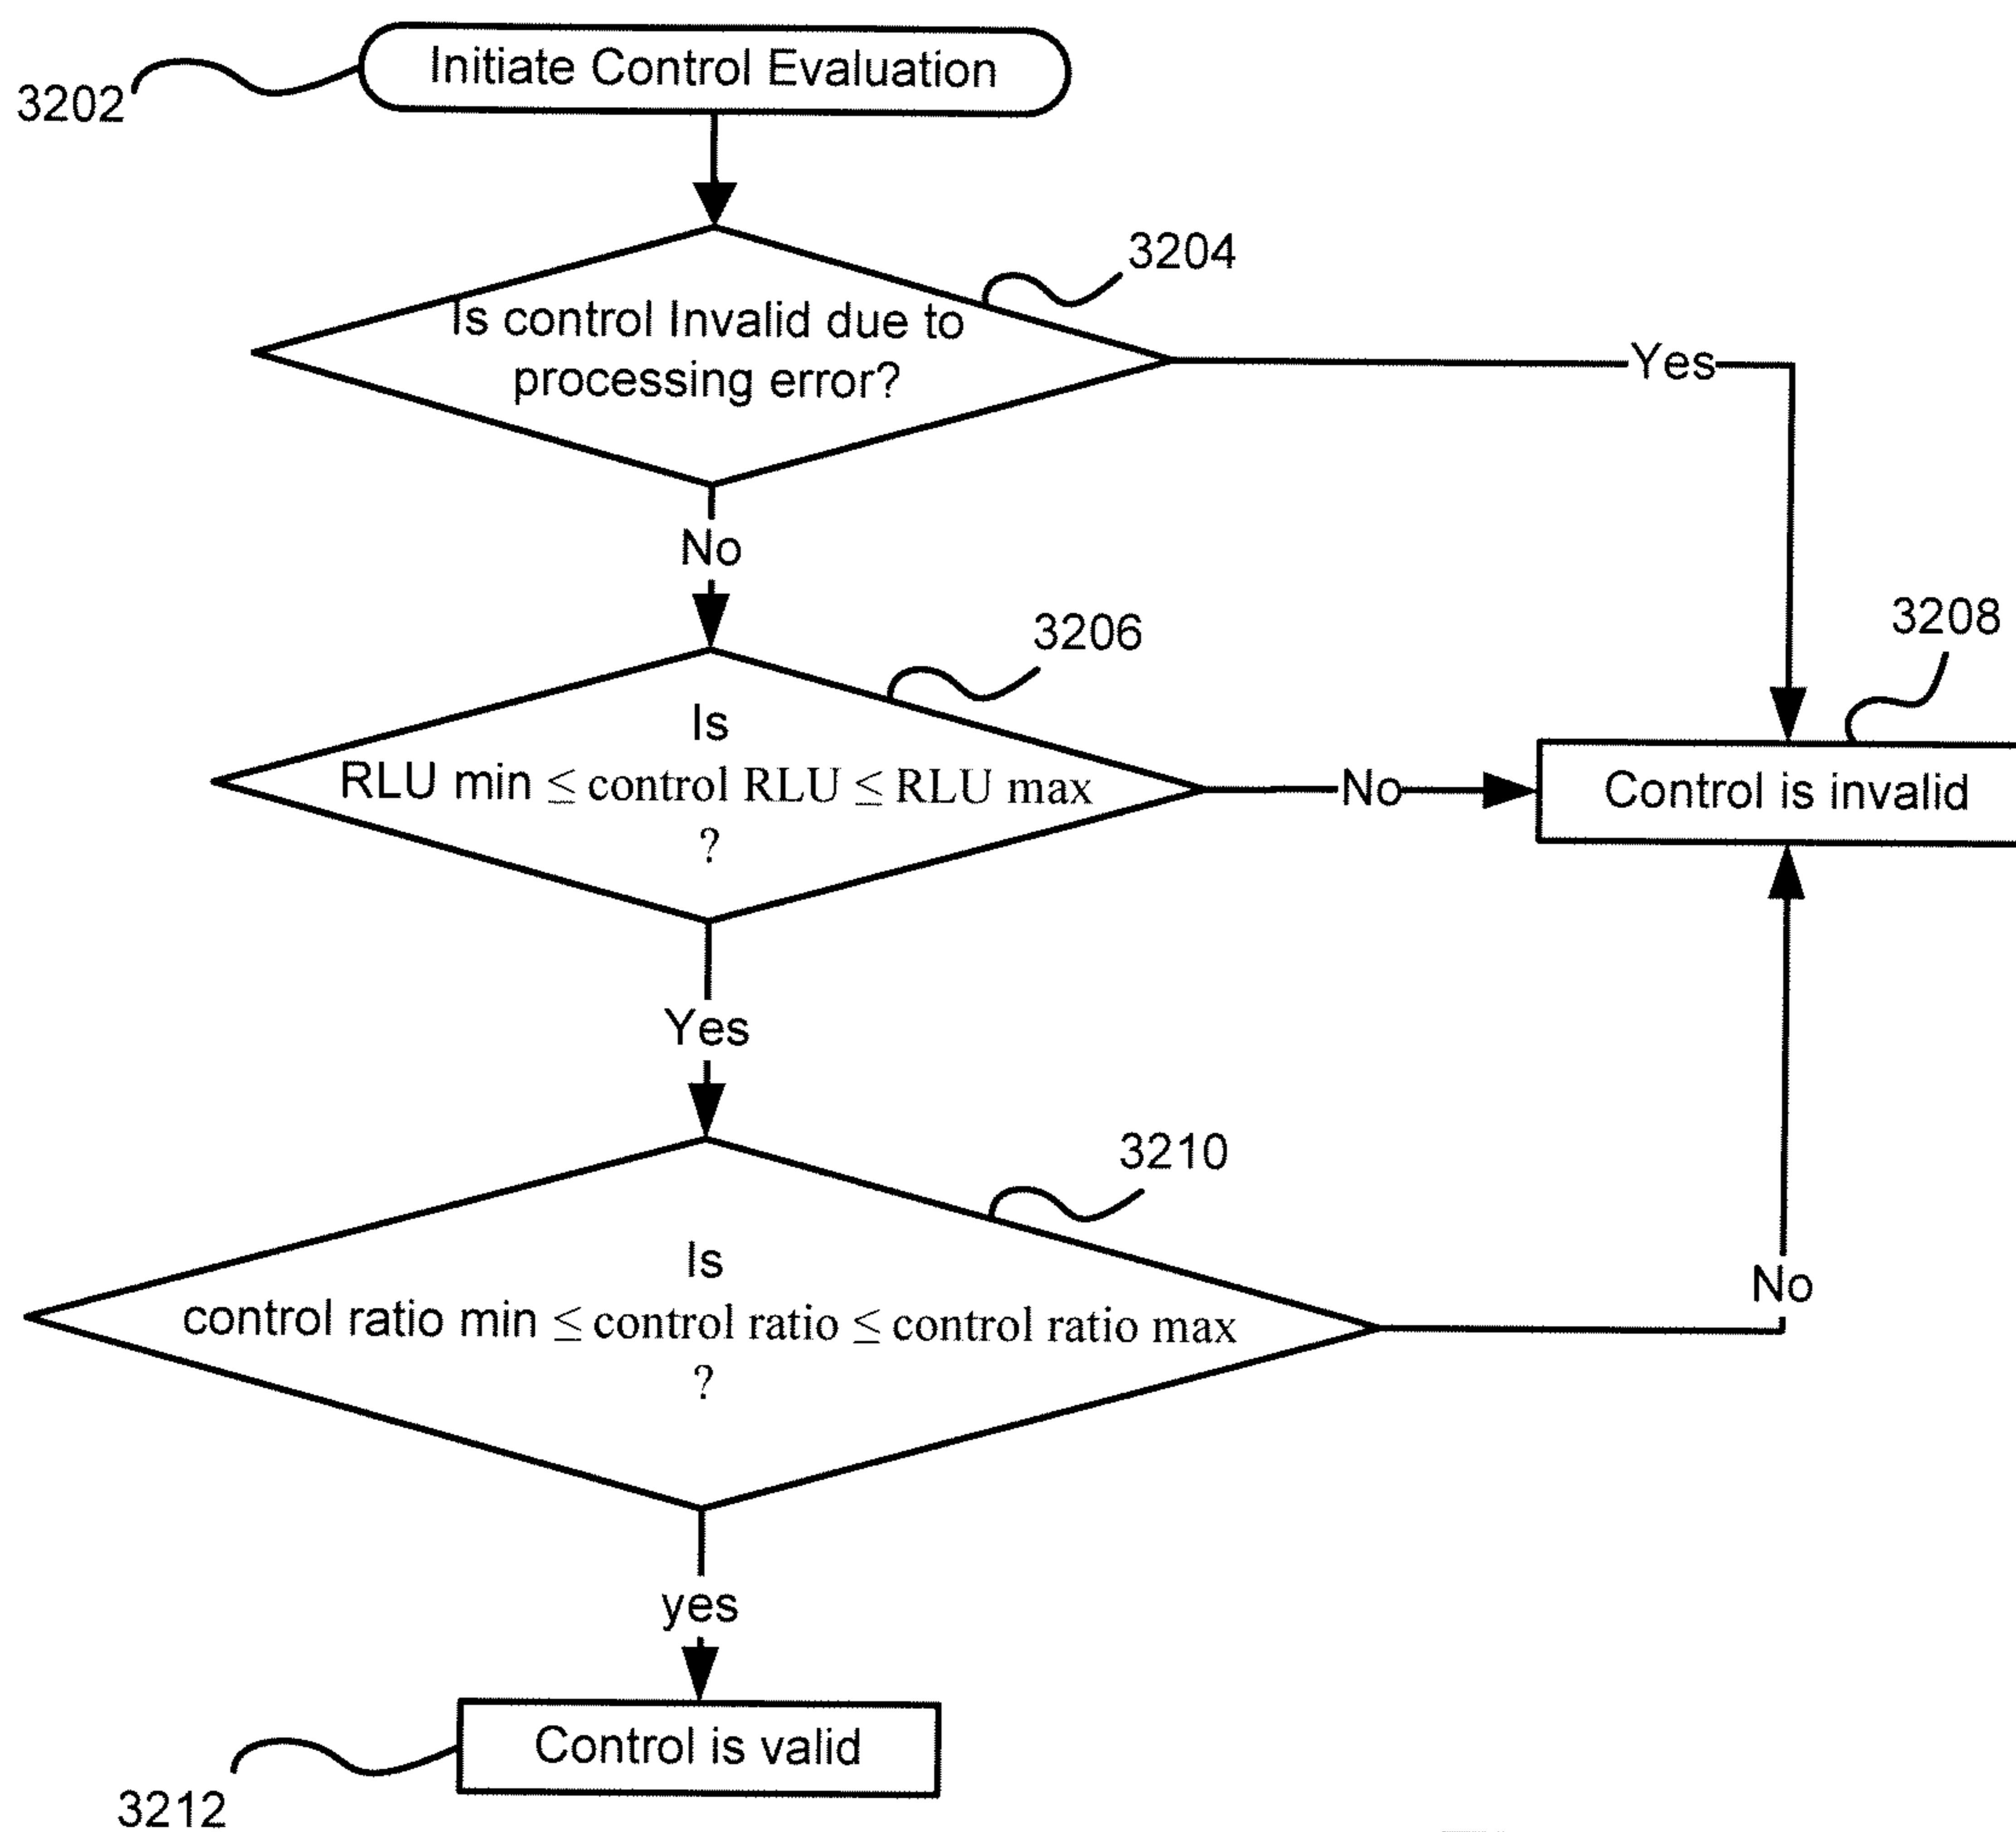 Initiate Control Evaluation
3202
3204
Is control Invalid due to
processing error?
Yes
No
3206
3208
Is
RLU min ≤ control RLU ≤ RLU max
?
No
Control is invalid
Yes
3210
Is
control ratio min ≤ control ratio ≤ control ratio max
?
No
yes
Control is valid
3212